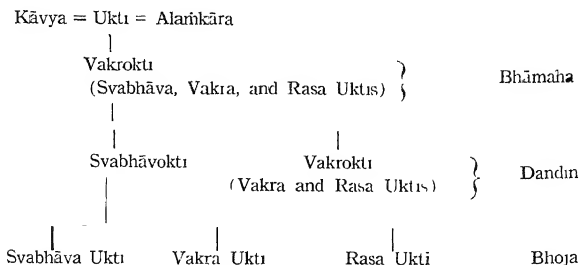 Kāvya = Ukti = Alaṁkāra
Vakrokti
(Svabhāva, Vakra, and Rasa Uktis) } Bhāmaha
Svabhāvokti Vakrokti
(Vakra and Rasa Uktis) } Dandin
Svabhāva Ukti Vakra Ukti Rasa Ukti Bhoja